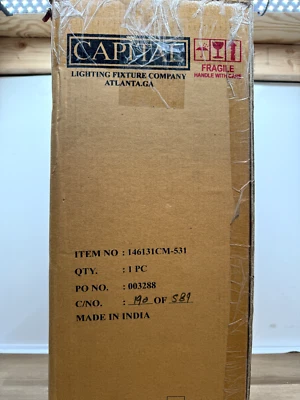 CAPITAL
LIGHTING FIXTURE COMPANY
ATLANTA.GA
FRAGILE
HANDLE WITH CARE
ITEM NO : 146131CM-531
QTY. : 1 PC
PO NO. : 003288
C/NO. : 190 OF 589
MADE IN INDIA